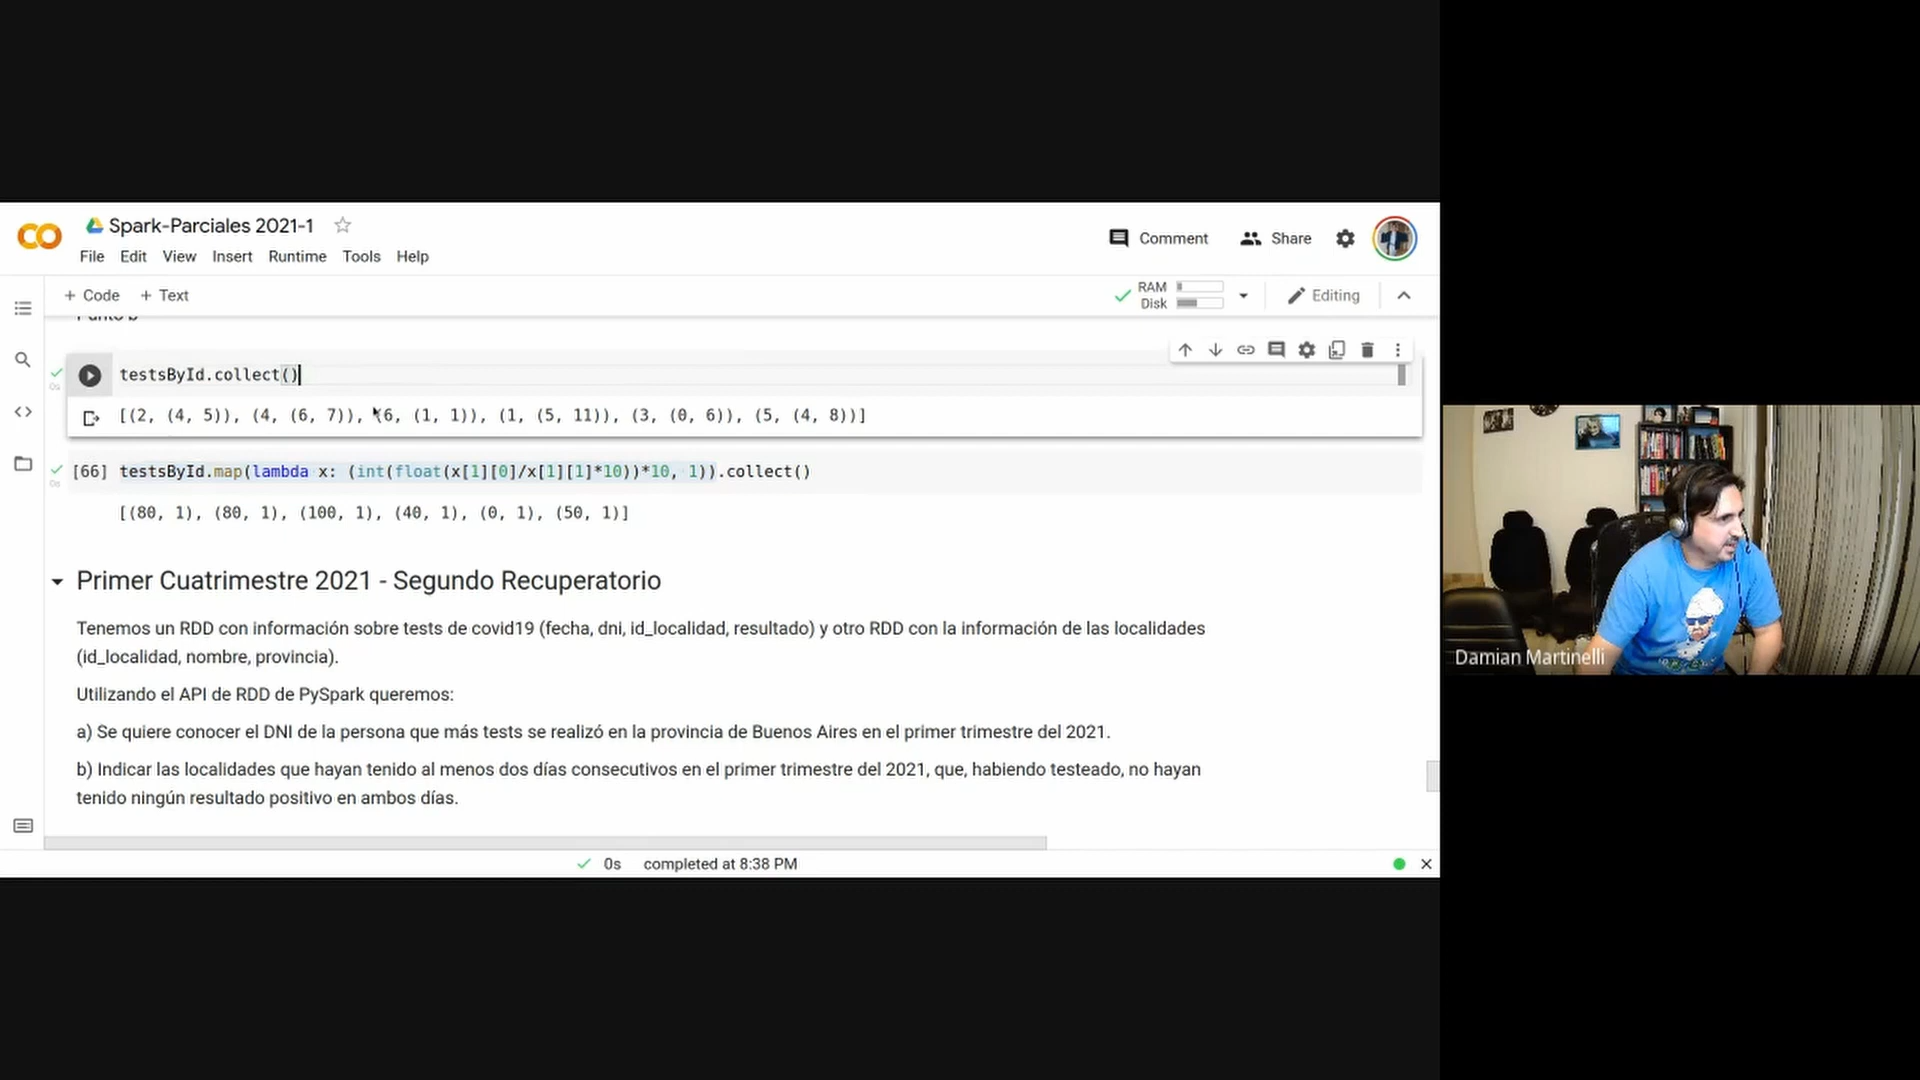 Spark-Parciales 2021-1
File Edit View Insert Runtime Tools Help
Comment
Share
+ Code + Text
RAM
Disk
Editing
Punto b
testsById.collect()
[(2, (4, 5)), (4, (6, 7)), (6, (1, 1)), (1, (5, 11)), (3, (0, 6)), (5, (4, 8))]
[66] testsById.map(lambda x: (int(float(x[1][0]/x[1][1]*10))*10, 1)).collect()
[(80, 1), (80, 1), (100, 1), (40, 1), (0, 1), (50, 1)]
Primer Cuatrimestre 2021 - Segundo Recuperatorio
Tenemos un RDD con información sobre tests de covid19 (fecha, dni, id_localidad, resultado) y otro RDD con la información de las localidades
(id_localidad, nombre, provincia).
Utilizando el API de RDD de PySpark queremos:
a) Se quiere conocer el DNI de la persona que más tests se realizó en la provincia de Buenos Aires en el primer trimestre del 2021.
b) Indicar las localidades que hayan tenido al menos dos días consecutivos en el primer trimestre del 2021, que, habiendo testeado, no hayan
tenido ningún resultado positivo en ambos días.
0s completed at 8:38 PM
Damian Martinelli